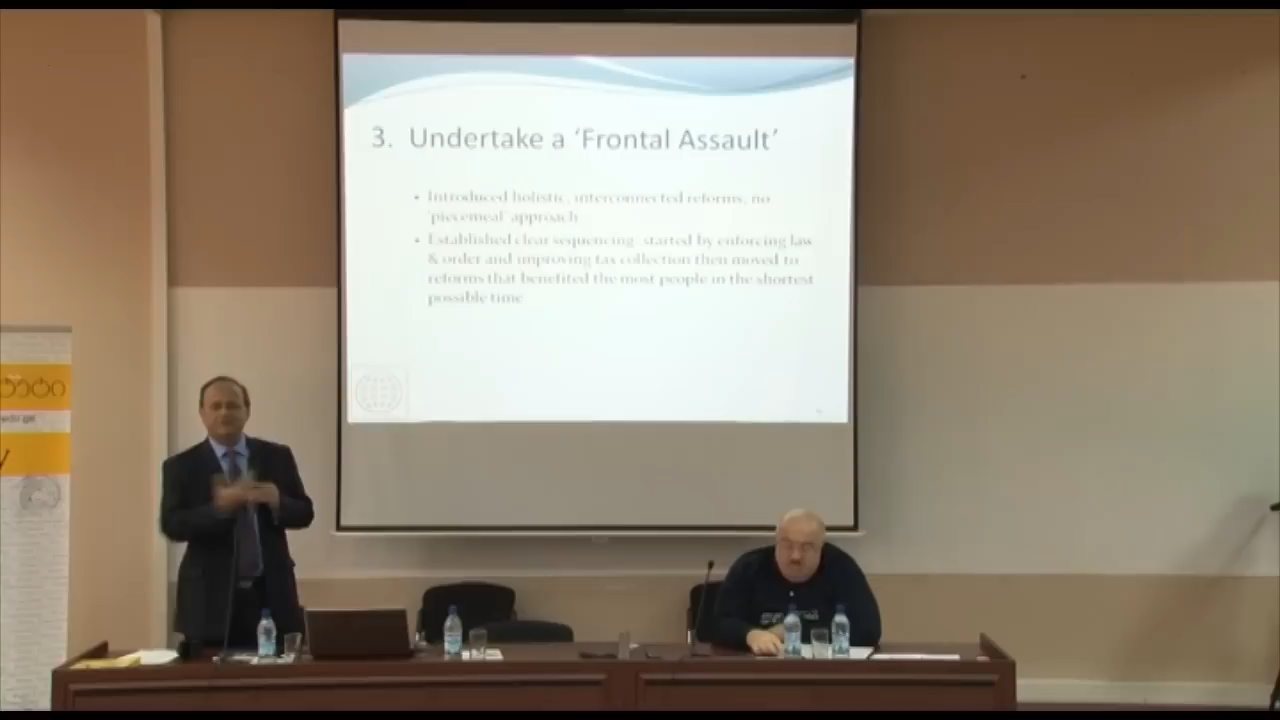 3. Undertake a ‘Frontal Assault’
• Introduced holistic, interconnected reforms, no
‘piecemeal’ approach
• Established clear sequencing: started by enforcing law
& order and improving tax collection then moved to
reforms that benefited the most people in the shortest
possible time